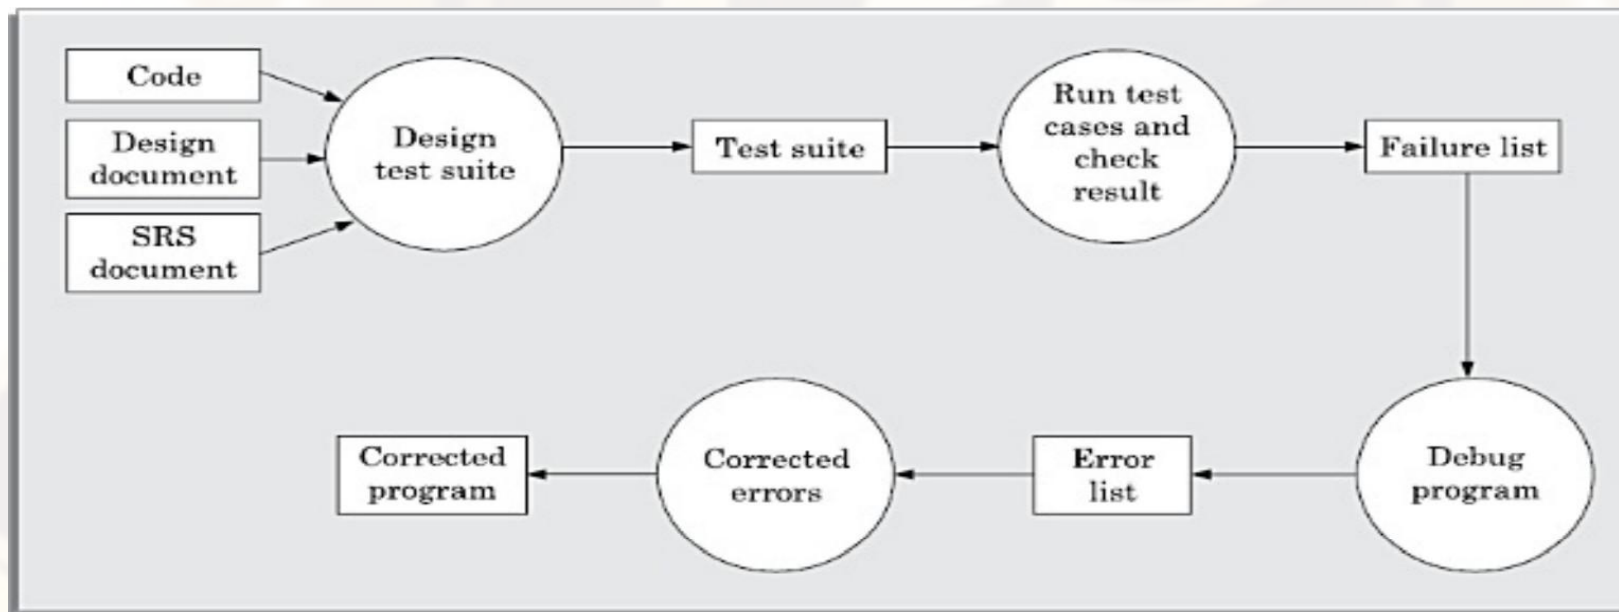 Code
Design
document
SRS
document
Design
test suite
Test suite
Run test
cases and
check
result
Failure list
Debug
program
Error
list
Corrected
errors
Corrected
program